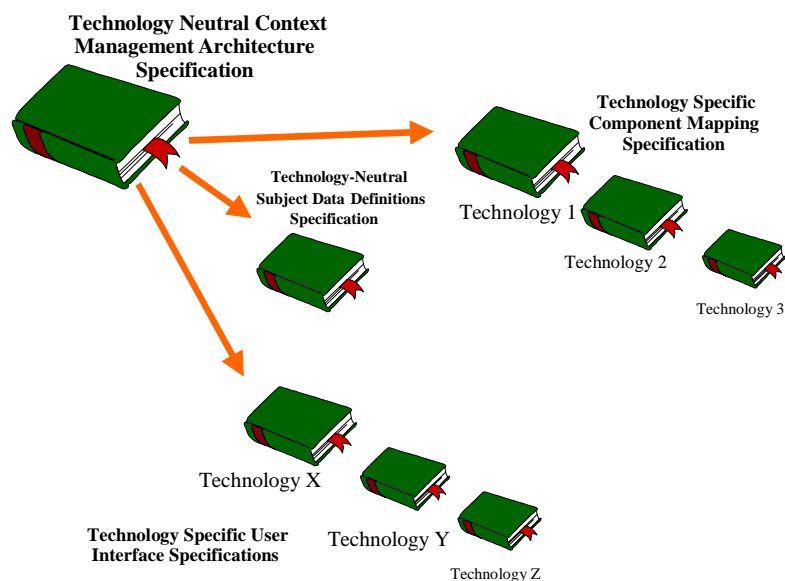 Technology Neutral Context
Management Architecture
Specification
Technology Specific
Component Mapping
Specification
Technology 1
Technology 2
Technology 3
Technology-Neutral
Subject Data Definitions
Specification
Technology X
Technology Y
Technology Z
Technology Specific User
Interface Specifications